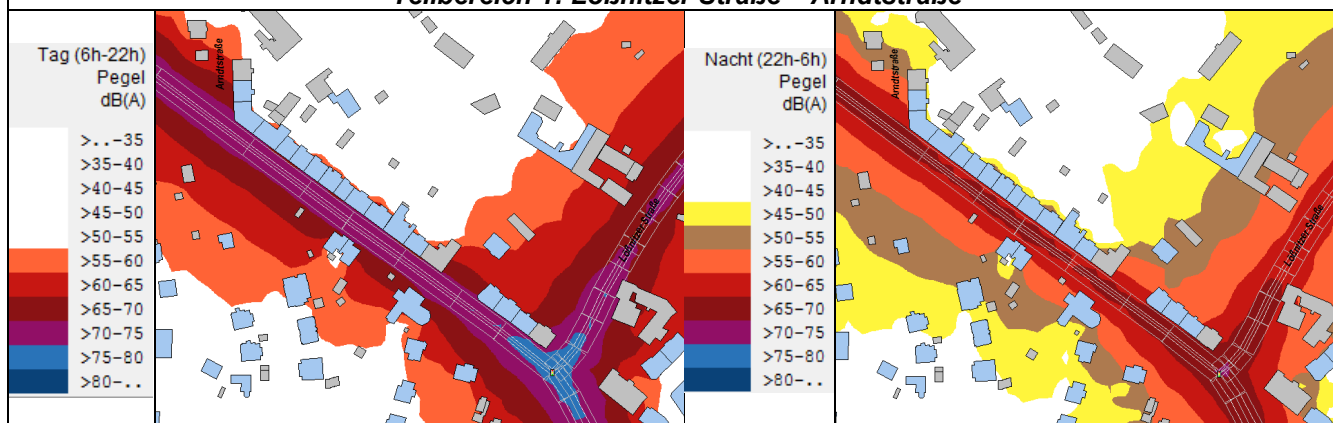 Teilbereich 1: Lößnitzer Straße – Arndtstraße
Tag (6h-22h)
Pegel
dB(A)
>..-35
>35-40
>40-45
>45-50
>50-55
>55-60
>60-65
>65-70
>70-75
>75-80
>80-..
Arndtstraße
Lößnitzer Straße
Nacht (22h-6h)
Pegel
dB(A)
>..-35
>35-40
>40-45
>45-50
>50-55
>55-60
>60-65
>65-70
>70-75
>75-80
>80-..
Arndtstraße
Lößnitzer Straße